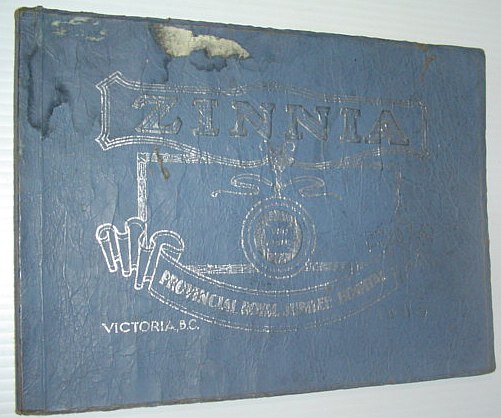 ZINNIA
PROVINCIAL ROYAL JUBILEE HOSPITAL
VICTORIA, B.C.